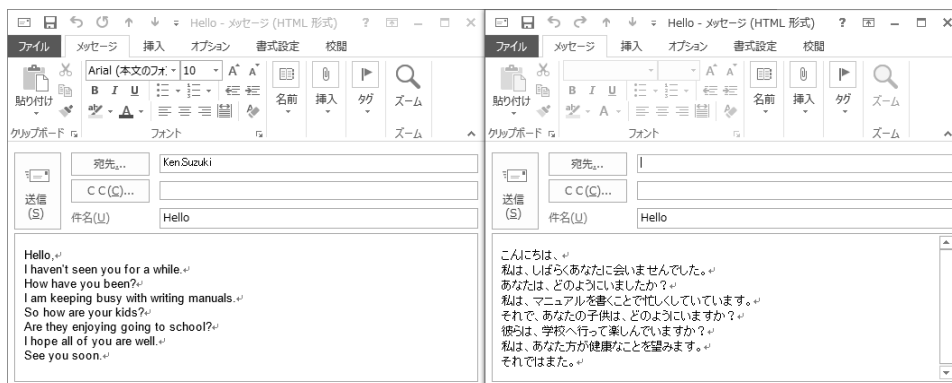 Hello - メッセージ (HTML 形式)
ファイル メッセージ 挿入 オプション 書式設定 校閲
Arial (本文のフォ 10
貼り付け B I U 名前 挿入 タグ ズーム
クリップボード フォント ズーム
宛先... Ken.Suzuki
送信(S) C C(C)...
件名(U) Hello
Hello,
I haven't seen you for a while.
How have you been?
I am keeping busy with writing manuals.
So how are your kids?
Are they enjoying going to school?
I hope all of you are well.
See you soon.
Hello - メッセージ (HTML 形式)
ファイル メッセージ 挿入 オプション 書式設定 校閲
貼り付け B I U 名前 挿入 タグ ズーム
クリップボード フォント ズーム
宛先...
送信(S) C C(C)...
件名(U) Hello
こんにちは、
私は、しばらくあなたに会いませんでした。
あなたは、どのようにいましたか？
私は、マニュアルを書くことで忙しくしていています。
それで、あなたの子供は、どのようにいますか？
彼らは、学校へ行って楽しんでいますか？
私は、あなた方が健康なことを望みます。
それではまた。